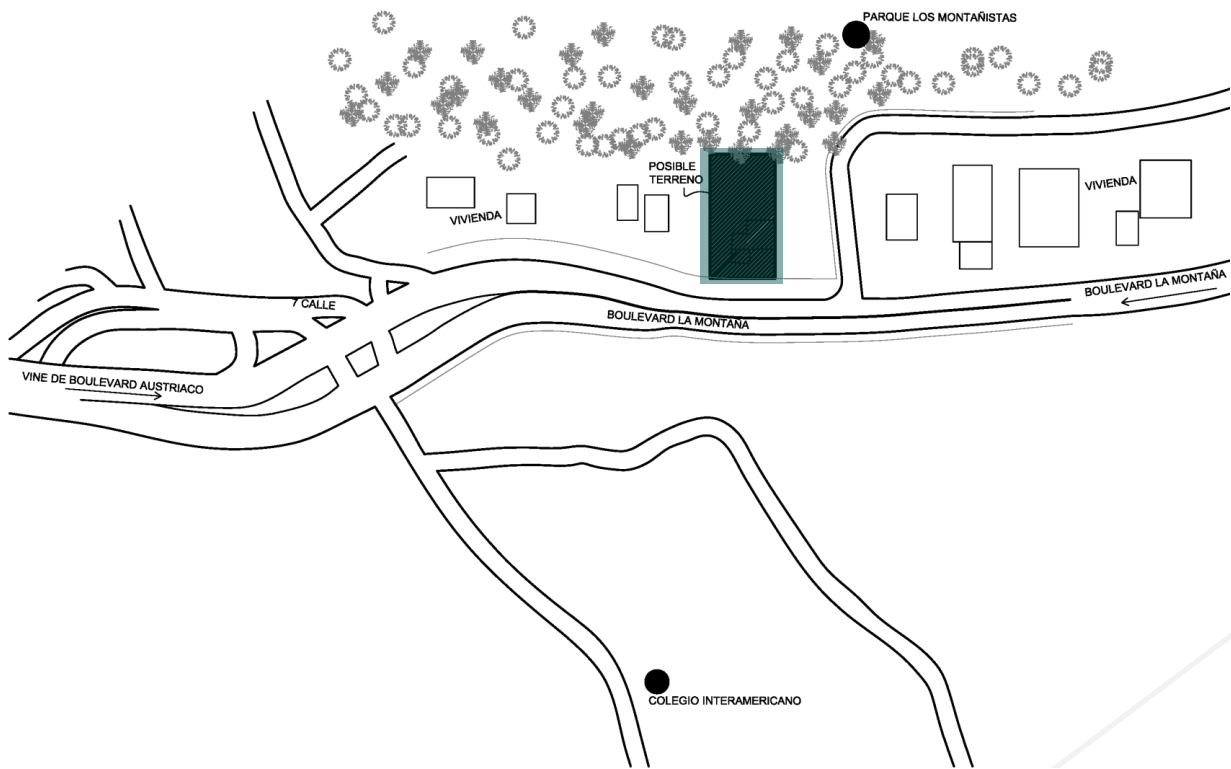 PARQUE LOS MONTAÑISTAS
POSIBLE
TERRENO
VIVIENDA
VIVIENDA
7 CALLE
BOULEVARD LA MONTAÑA
BOULEVARD LA MONTAÑA
VINE DE BOULEVARD AUSTRIACO
COLEGIO INTERAMERICANO